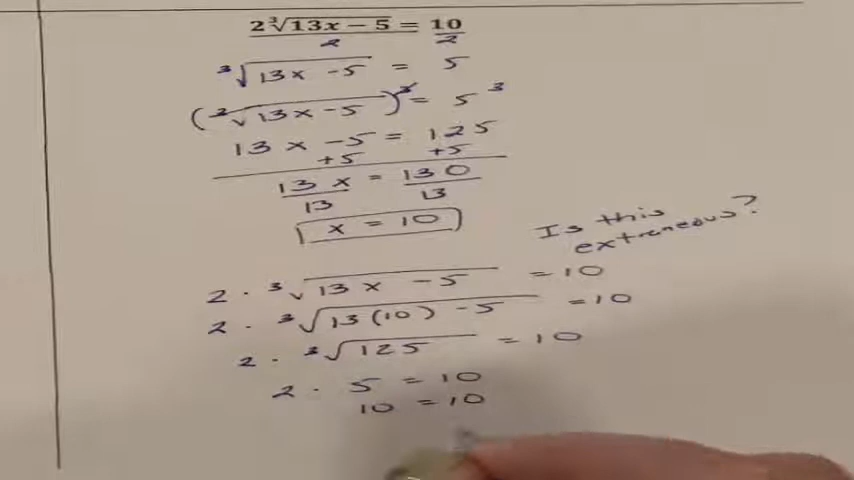 2∛13x − 5 = 10
2 2
∛13x - 5 = 5
(∛13x - 5)³ = 5³
13x - 5 = 125
+5 +5
13x = 130
13 13
x = 10
Is this
extraneous?
2 · ∛13x - 5 = 10
2 · ∛13(10) - 5 = 10
2 · ∛125 = 10
2 · 5 = 10
10 = 10